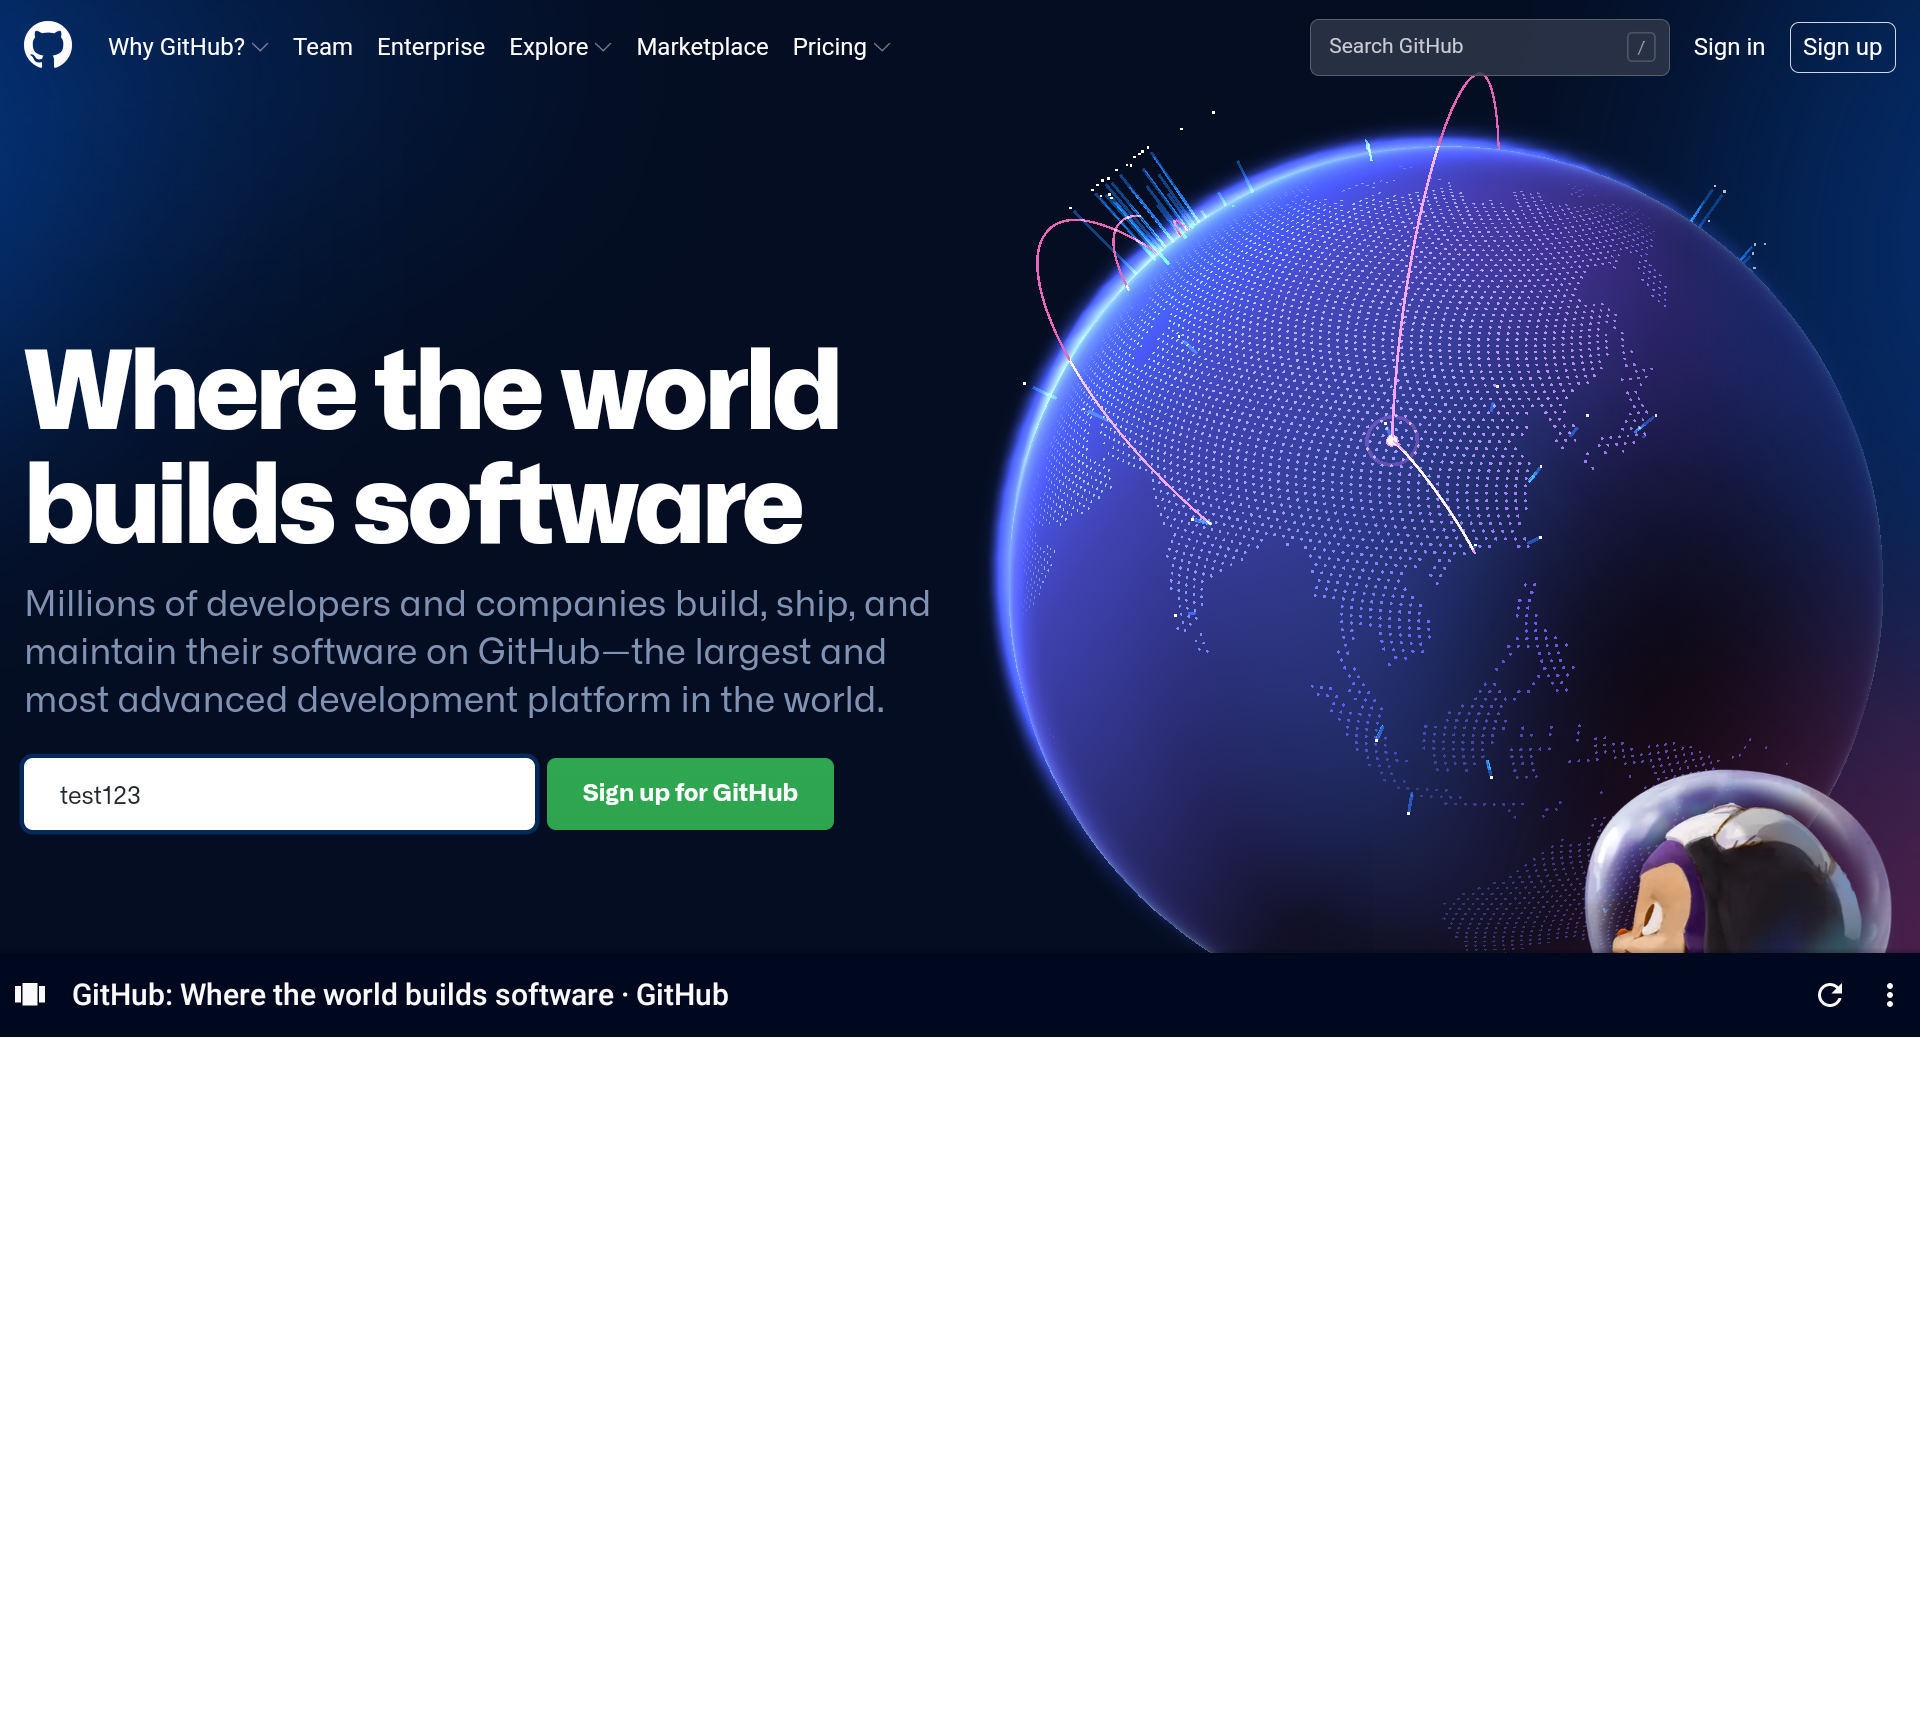 Why GitHub? Team Enterprise Explore Marketplace Pricing Search GitHub / Sign in Sign up
Where the world
builds software
Millions of developers and companies build, ship, and
maintain their software on GitHub—the largest and
most advanced development platform in the world.
test123 Sign up for GitHub
GitHub: Where the world builds software · GitHub